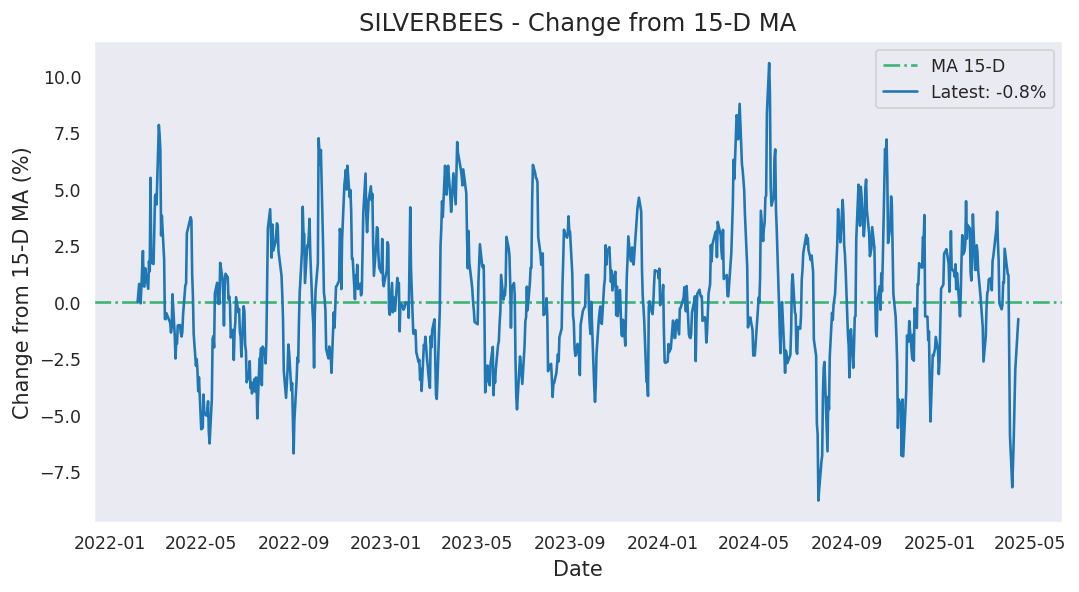 SILVERBEES - Change from 15-D MA
MA 15-D
Latest: -0.8%
Change from 15-D MA (%)
10.0
7.5
5.0
2.5
0.0
−2.5
−5.0
−7.5
2022-01 2022-05 2022-09 2023-01 2023-05 2023-09 2024-01 2024-05 2024-09 2025-01 2025-05
Date